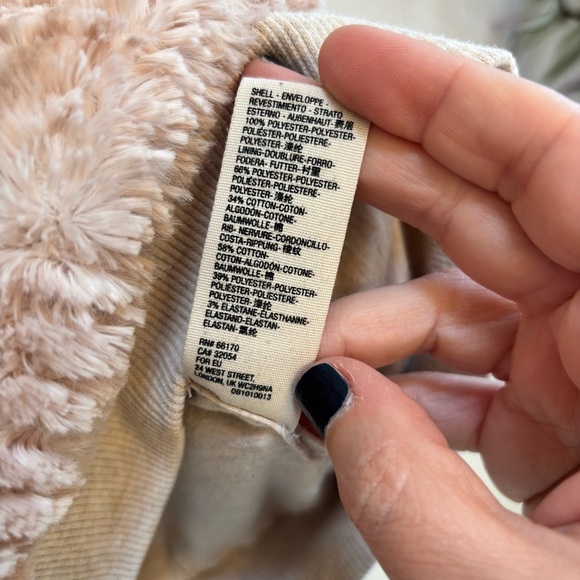 SHELL - ENVELOPPE -
REVESTIMIENTO - STRATO
ESTERNO - AUßENHAUT-表层
100% POLYESTER-POLYESTER-
POLIÉSTER-POLIESTERE-
POLYESTER-涤纶
LINING-DOUBLURE-FORRO-
FODERA-FUTTER-衬里
66% POLYESTER-POLYESTER-
POLIÉSTER-POLIESTERE-
POLYESTER-涤纶
34% COTTON-COTON-
ALGODÓN-COTONE-
BAUMWOLLE-棉
RIB- NERVURE-CORDONCILLO-
COSTA-RIPPUNG-棱纹
58% COTTON-
COTON-ALGODÓN-COTONE-
BAUMWOLLE-棉
39% POLYESTER-POLYESTER-
POLIÉSTER-POLIESTERE-
POLYESTER-涤纶
3% ELASTANE-ÉLASTHANNE-
ELASTANO-ELASTAN-
ELASTAN-氨纶
RN# 66170
CA# 32054
FOR EU
24 WEST STREET,
LONDON, UK WC2H9NA
081010013